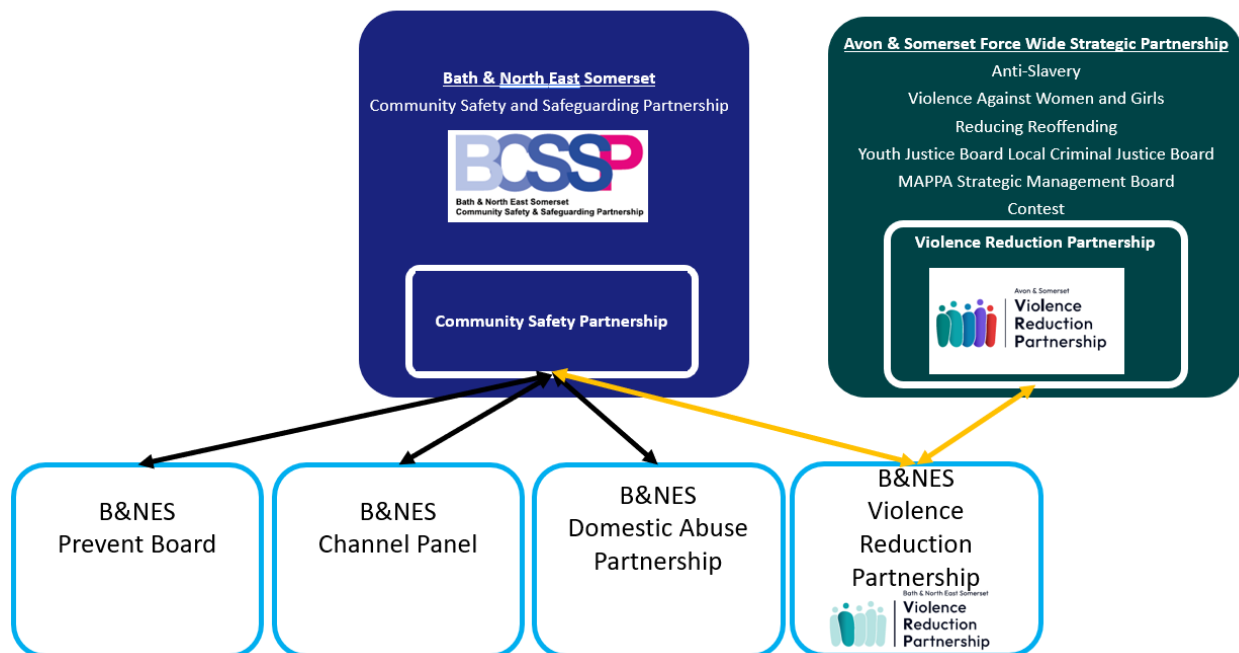 Bath & North East Somerset
Community Safety and Safeguarding Partnership
BCSSP
Bath & North East Somerset
Community Safety & Safeguarding Partnership
Community Safety Partnership
Avon & Somerset Force Wide Strategic Partnership
Anti-Slavery
Violence Against Women and Girls
Reducing Reoffending
Youth Justice Board Local Criminal Justice Board
MAPPA Strategic Management Board
Contest
Violence Reduction Partnership
Avon & Somerset
Violence
Reduction
Partnership
B&NES
Prevent Board
B&NES
Channel Panel
B&NES
Domestic Abuse
Partnership
B&NES
Violence
Reduction
Partnership
Bath & North East Somerset
Violence
Reduction
Partnership